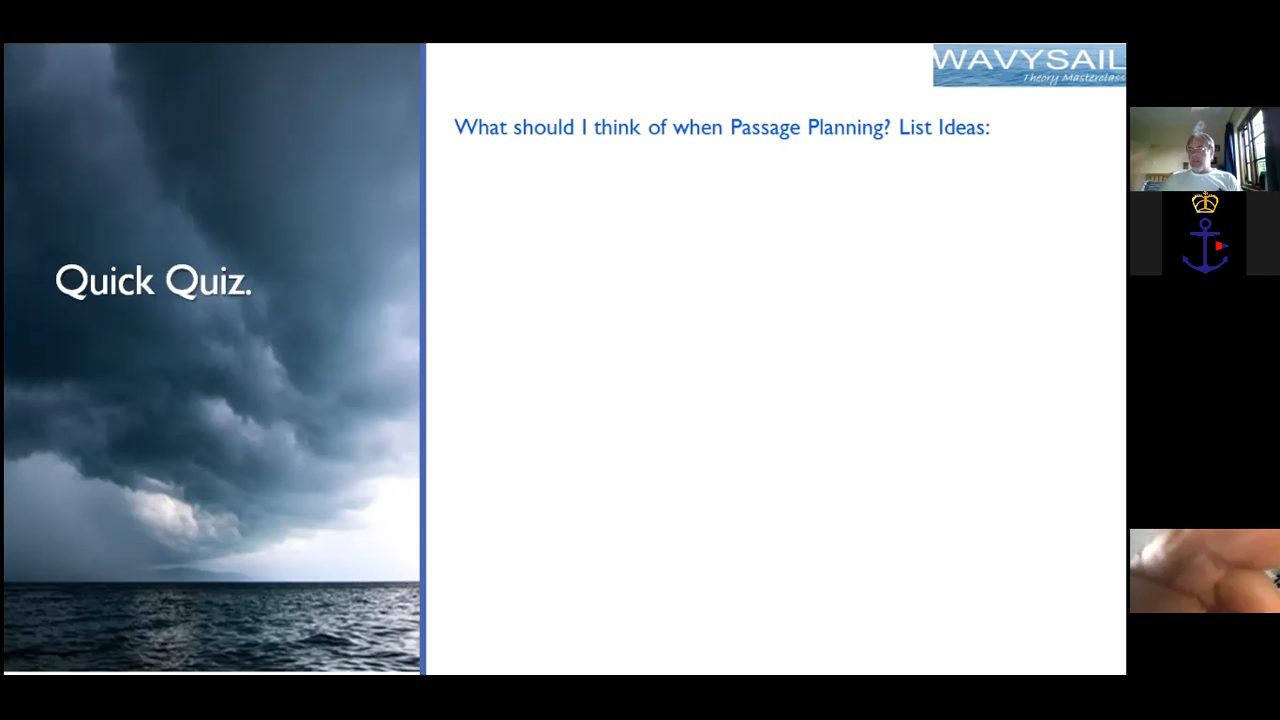 WAVYSAIL
Theory Masterclass
What should I think of when Passage Planning? List Ideas:
Quick Quiz.